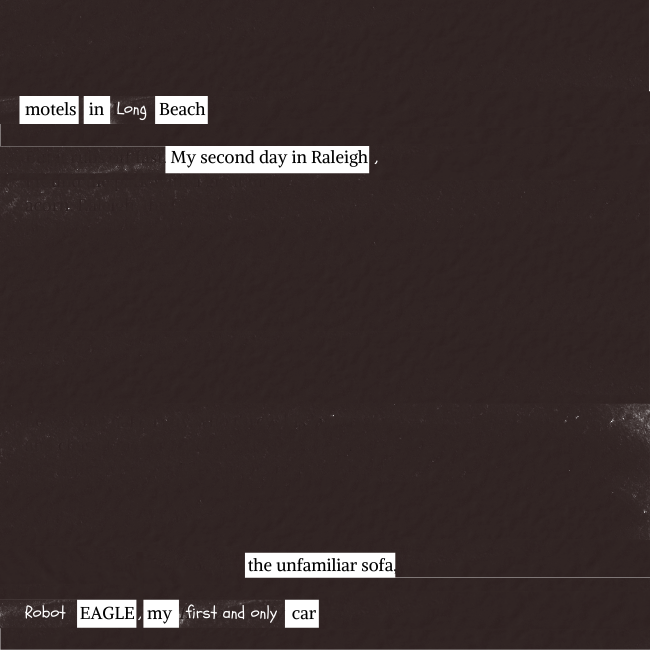 motels in Long Beach
My second day in Raleigh,
the unfamiliar sofa.
Robot EAGLE, my first and only car